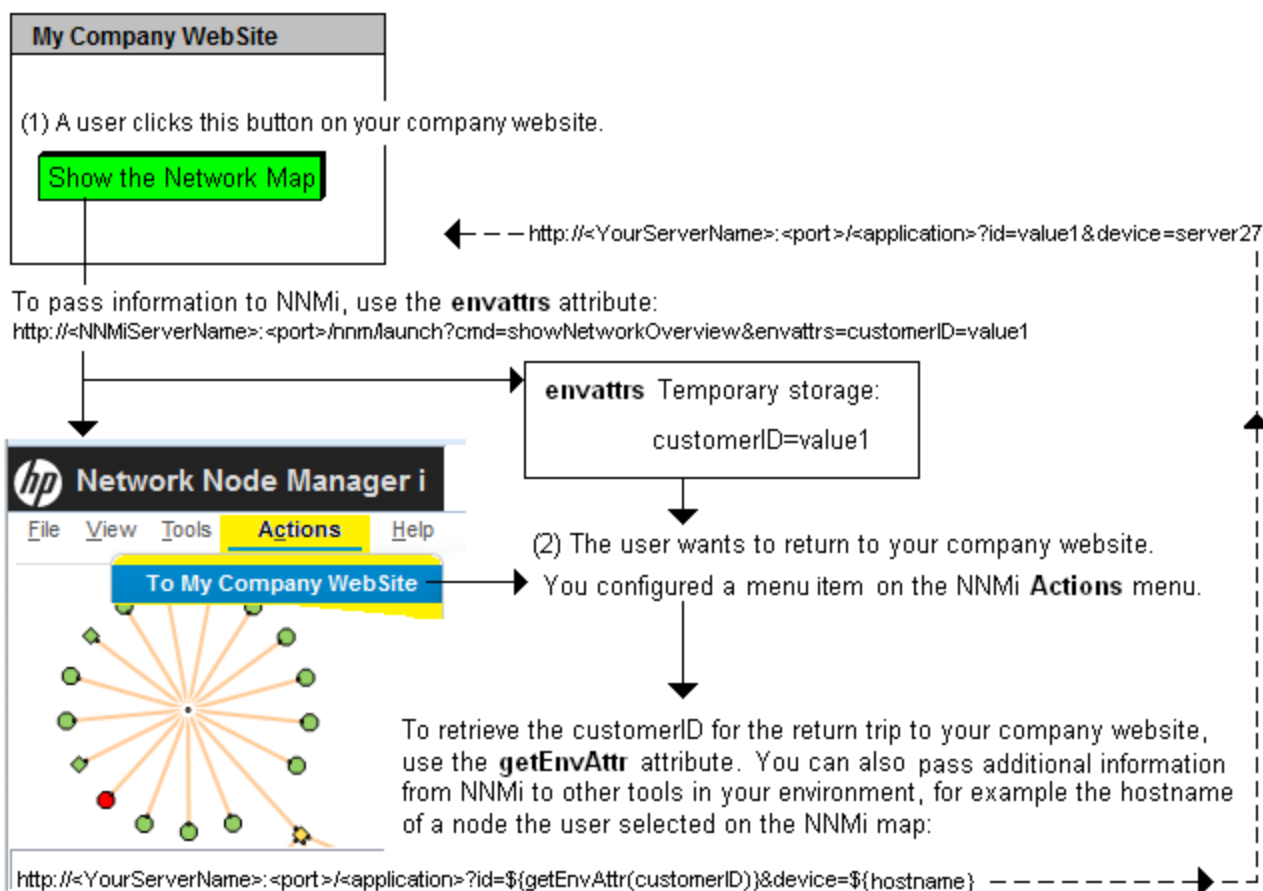 My Company WebSite
(1) A user clicks this button on your company website.
Show the Network Map
http://<YourServerName>:<port>/<application>?id=value1&device=server27
To pass information to NNMi, use the envattrs attribute:
http://<NNMiServerName>:<port>/nnm/launch?cmd=showNetworkOverview&envattrs=customerID=value1
envattrs Temporary storage:
customerID=value1
hp Network Node Manager i
File View Tools Actions Help
To My Company WebSite
(2) The user wants to return to your company website.
You configured a menu item on the NNMi Actions menu.
To retrieve the customerID for the return trip to your company website,
use the getEnvAttr attribute. You can also pass additional information
from NNMi to other tools in your environment, for example the hostname
of a node the user selected on the NNMi map:
http://<YourServerName>:<port>/<application>?id=${getEnvAttr(customerID)}&device=${hostname}